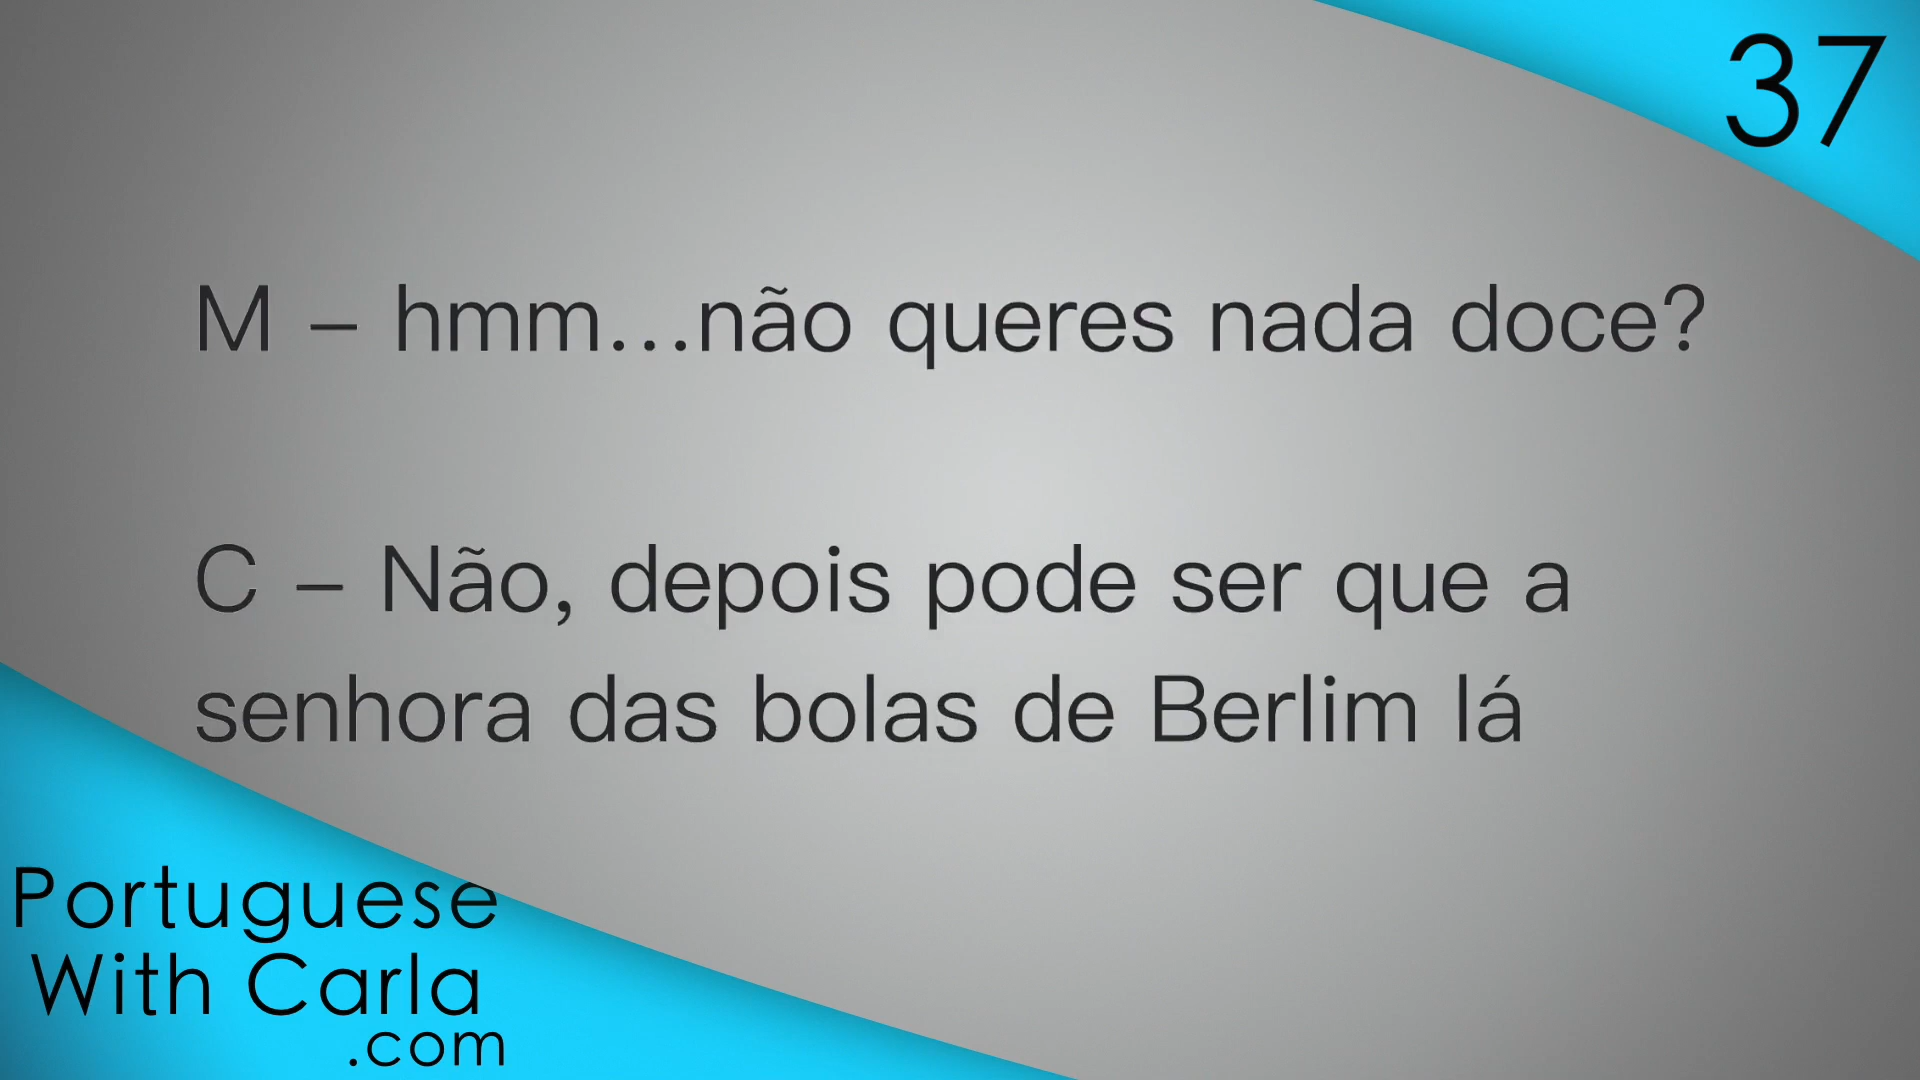 37
M – hmm...não queres nada doce?
C – Não, depois pode ser que a
senhora das bolas de Berlim lá
Portuguese
With Carla
.com